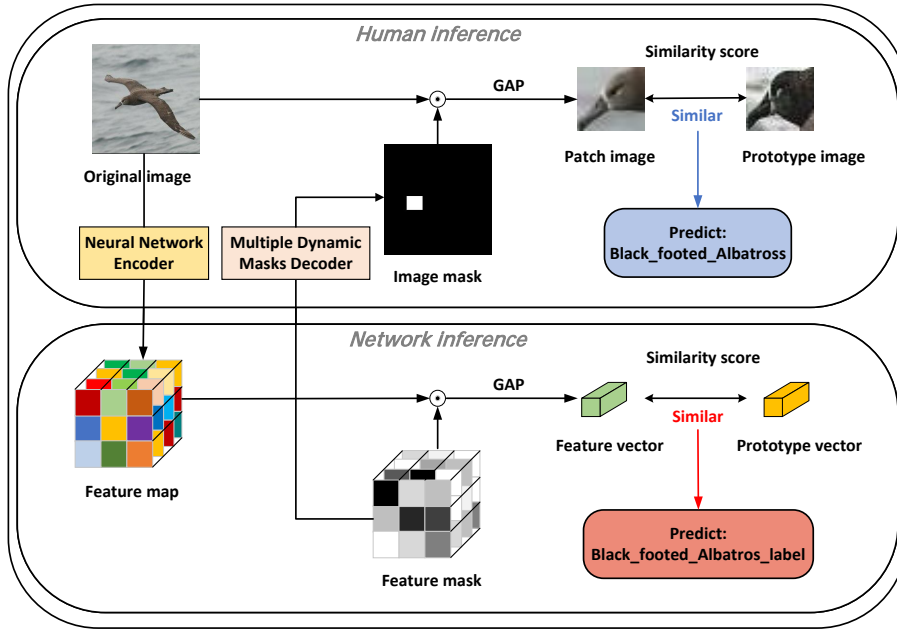 Human inference
Similarity score
GAP
Similar
Original image
Patch image
Prototype image
Neural Network
Encoder
Multiple Dynamic
Masks Decoder
Image mask
Predict:
Black_footed_Albatross
Network inference
Similarity score
GAP
Similar
Feature vector
Prototype vector
Feature map
Feature mask
Predict:
Black_footed_Albatros_label